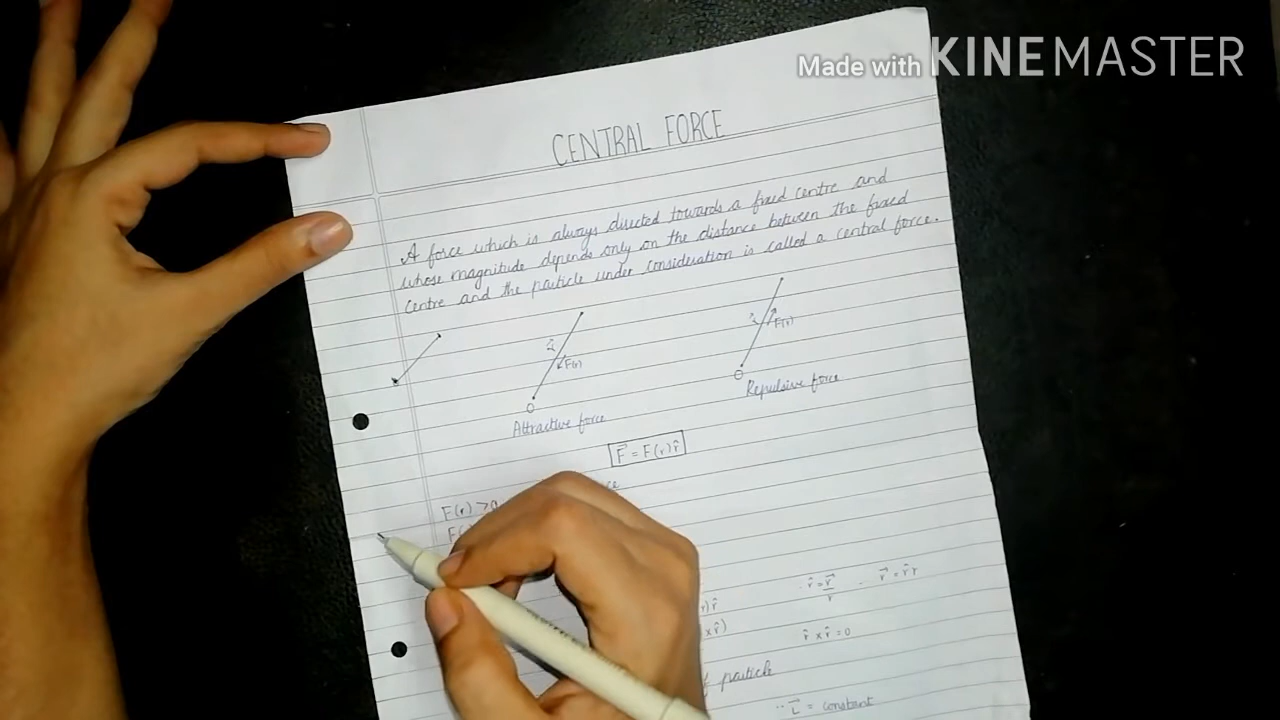 Made with KINEMASTER
CENTRAL FORCE
A force which is always directed towards a fixed centre and
whose magnitude depends only on the distance between the fixed
centre and the particle under consideration is called a central force.
r̂ F(r)
r̂ F(r)
O
O
Attractive force
Repulsive force
F⃗ = F(r) r̂
F(r) > 0
F(
r) r̂
r̂ = r⃗/r r⃗ = r̂ r
× r̂)
r̂ × r̂ = 0
particle
∵ L⃗ = constant